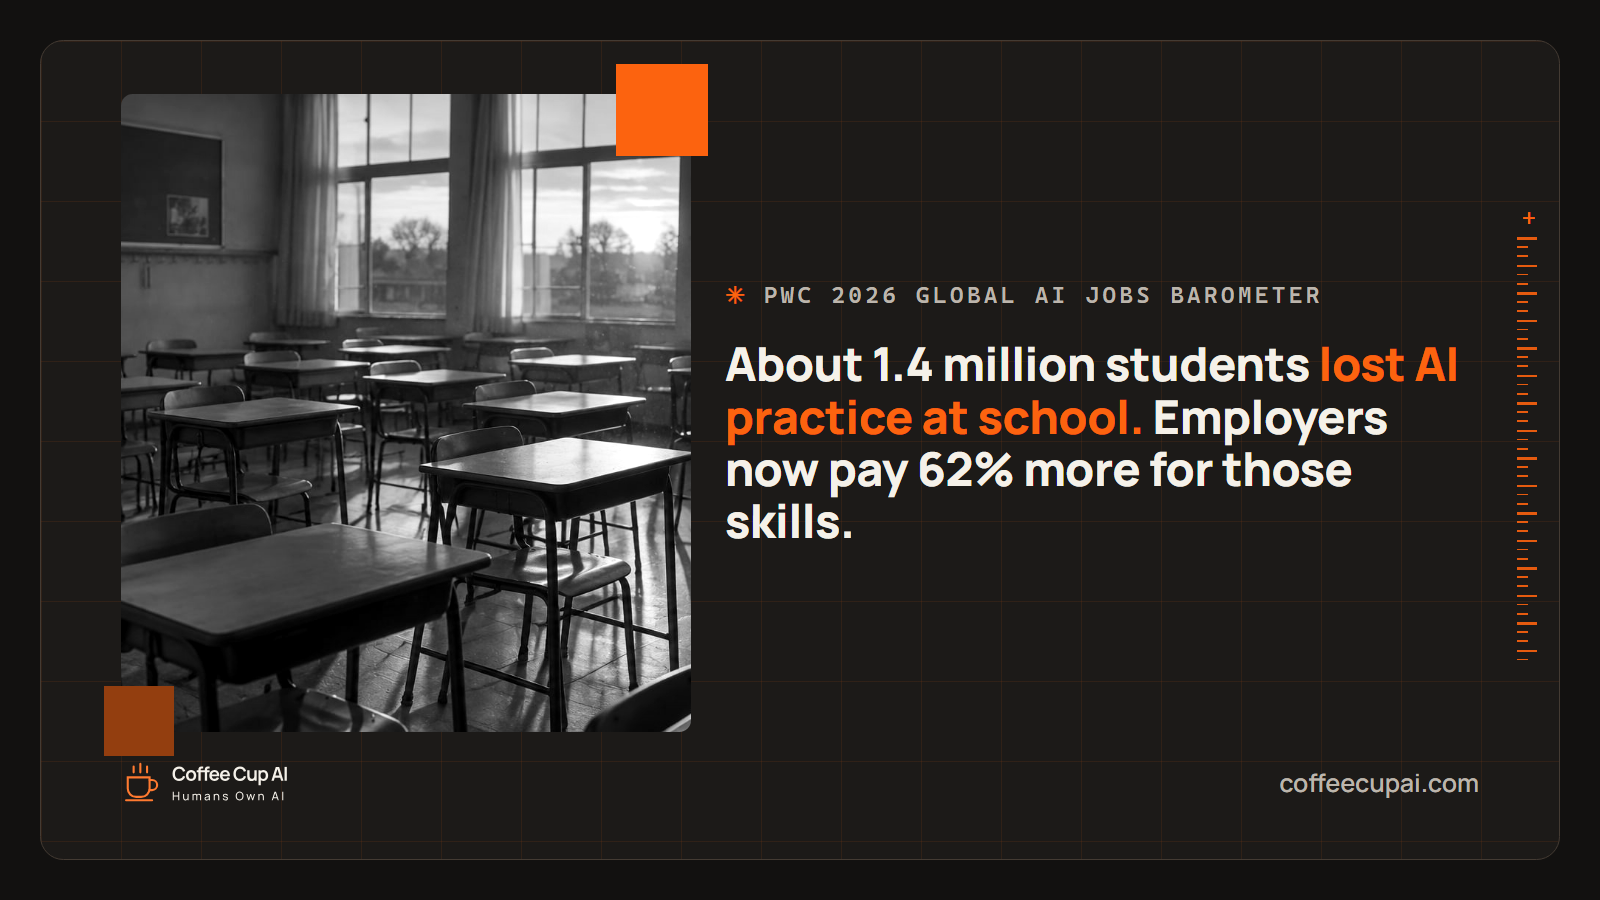 ✳ PWC 2026 GLOBAL AI JOBS BAROMETER
About 1.4 million students lost AI
practice at school. Employers
now pay 62% more for those
skills.
Coffee Cup AI
Humans Own AI
coffeecupai.com